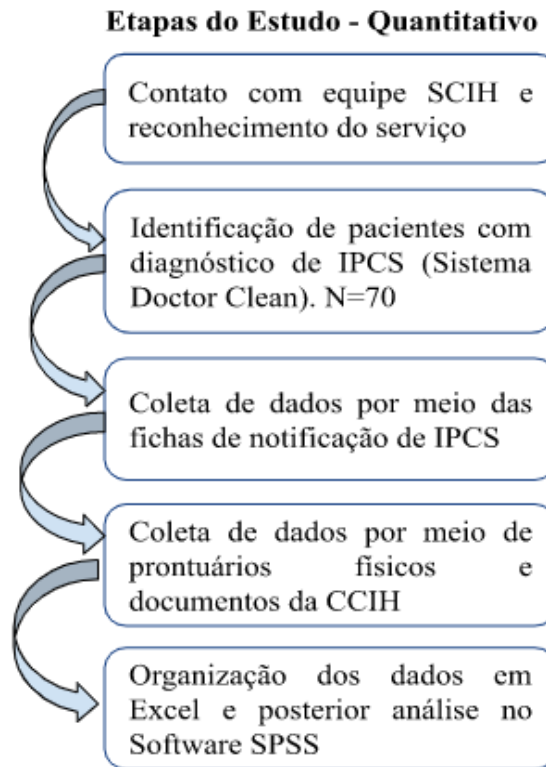 Etapas do Estudo - Quantitativo
Contato com equipe SCIH e
reconhecimento do serviço
Identificação de pacientes com
diagnóstico de IPCS (Sistema
Doctor Clean). N=70
Coleta de dados por meio das
fichas de notificação de IPCS
Coleta de dados por meio de
prontuários físicos e
documentos da CCIH
Organização dos dados em
Excel e posterior análise no
Software SPSS